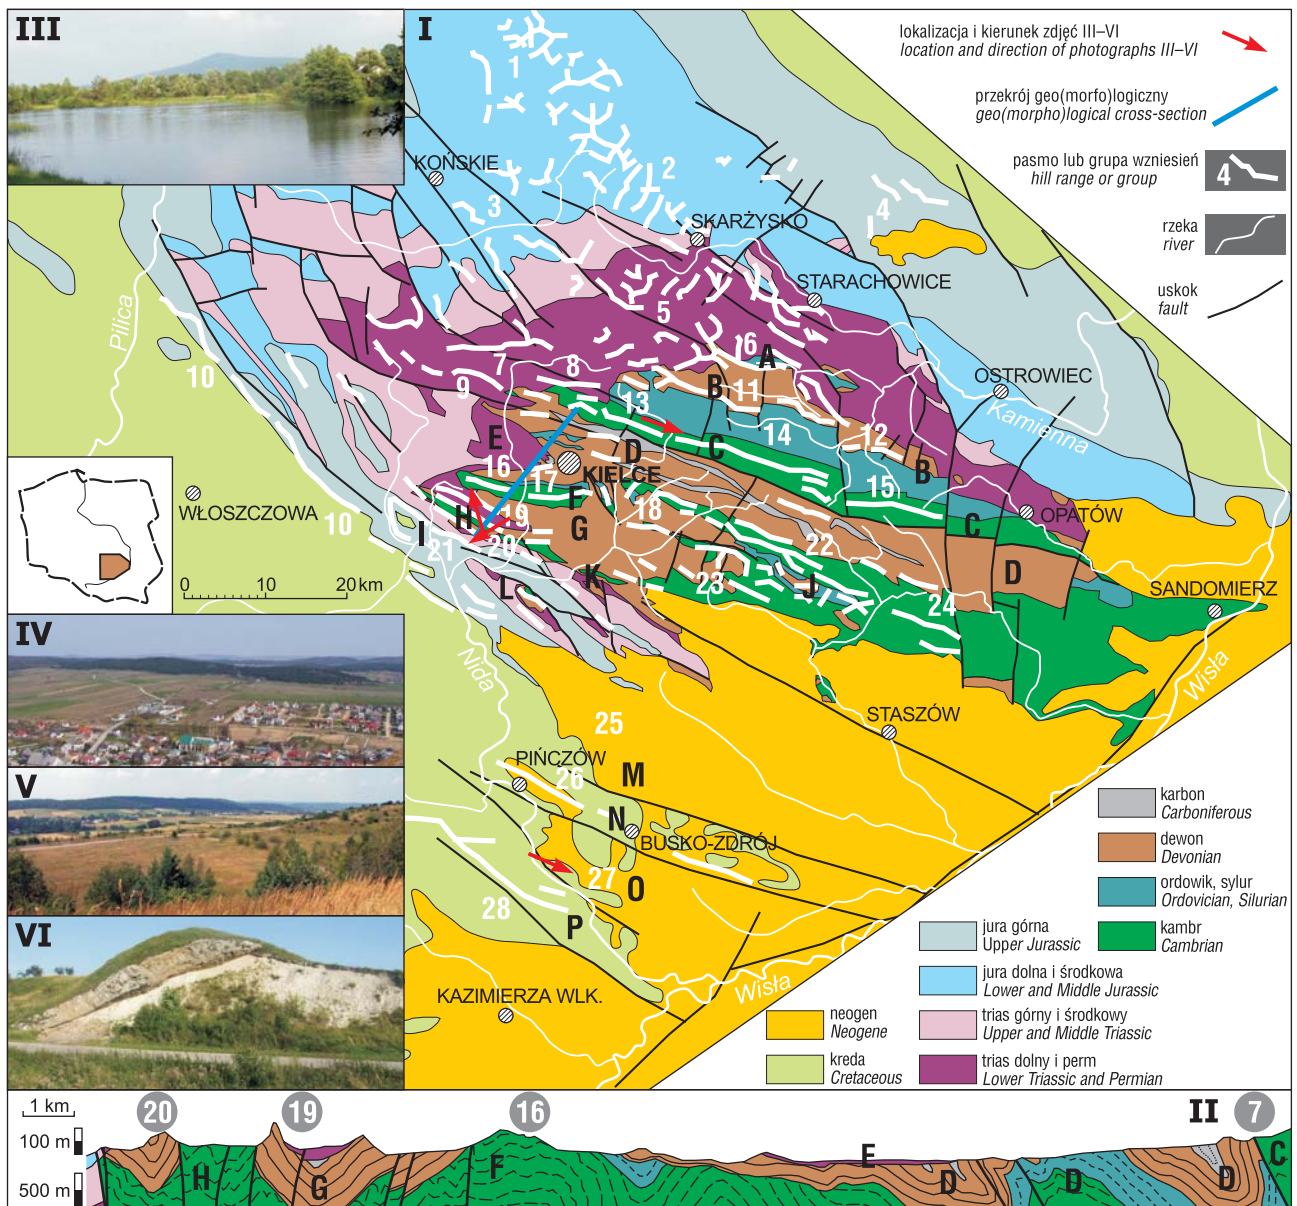 III
I
lokalizacja i kierunek zdjęć III–VI
location and direction of photographs III–VI
przekrój geo(morfo)logiczny
geo(morpho)logical cross-section
pasmo lub grupa wzniesień
hill range or group
4
rzeka
river
uskok
fault
1
KOŃSKIE
2
3
4
SKARŻYSKO
STARACHOWICE
Pilica
5
6
A
7
8
OSTROWIEC
10
9
B
11
Kamienna
13
12
E
D
C
14
B
16
KIELCE
17
15
WŁOSZCZOWA
10
F
18
I
H
19
G
C
OPATÓW
21
20
22
0
10
20 km
L
K
23
J
D
24
SANDOMIERZ
IV
Nida
Wisła
25
STASZÓW
V
PIŃCZÓW
26
M
N
BUSKO-ZDRÓJ
27
O
28
P
VI
KAZIMIERZA WLK.
Wisła
karbon
Carboniferous
dewon
Devonian
ordowik, sylur
Ordovician, Silurian
kambr
Cambrian
jura górna
Upper Jurassic
jura dolna i środkowa
Lower and Middle Jurassic
trias górny i środkowy
Upper and Middle Triassic
trias dolny i perm
Lower Triassic and Permian
neogen
Neogene
kreda
Cretaceous
1 km
20
19
16
II
7
100 m
500 m
H
G
F
E
D
D
D
C